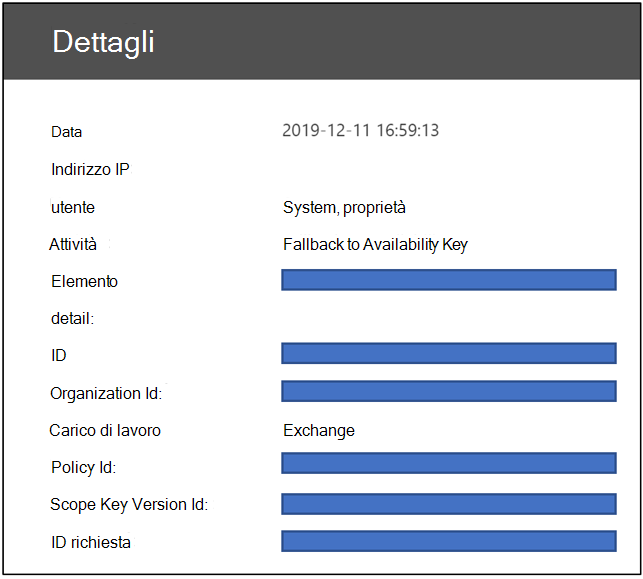 Dettagli
Data 2019-12-11 16:59:13
Indirizzo IP
utente System, proprietà
Attività Fallback to Availability Key
Elemento
detail:
ID
Organization Id:
Carico di lavoro Exchange
Policy Id:
Scope Key Version Id:
ID richiesta